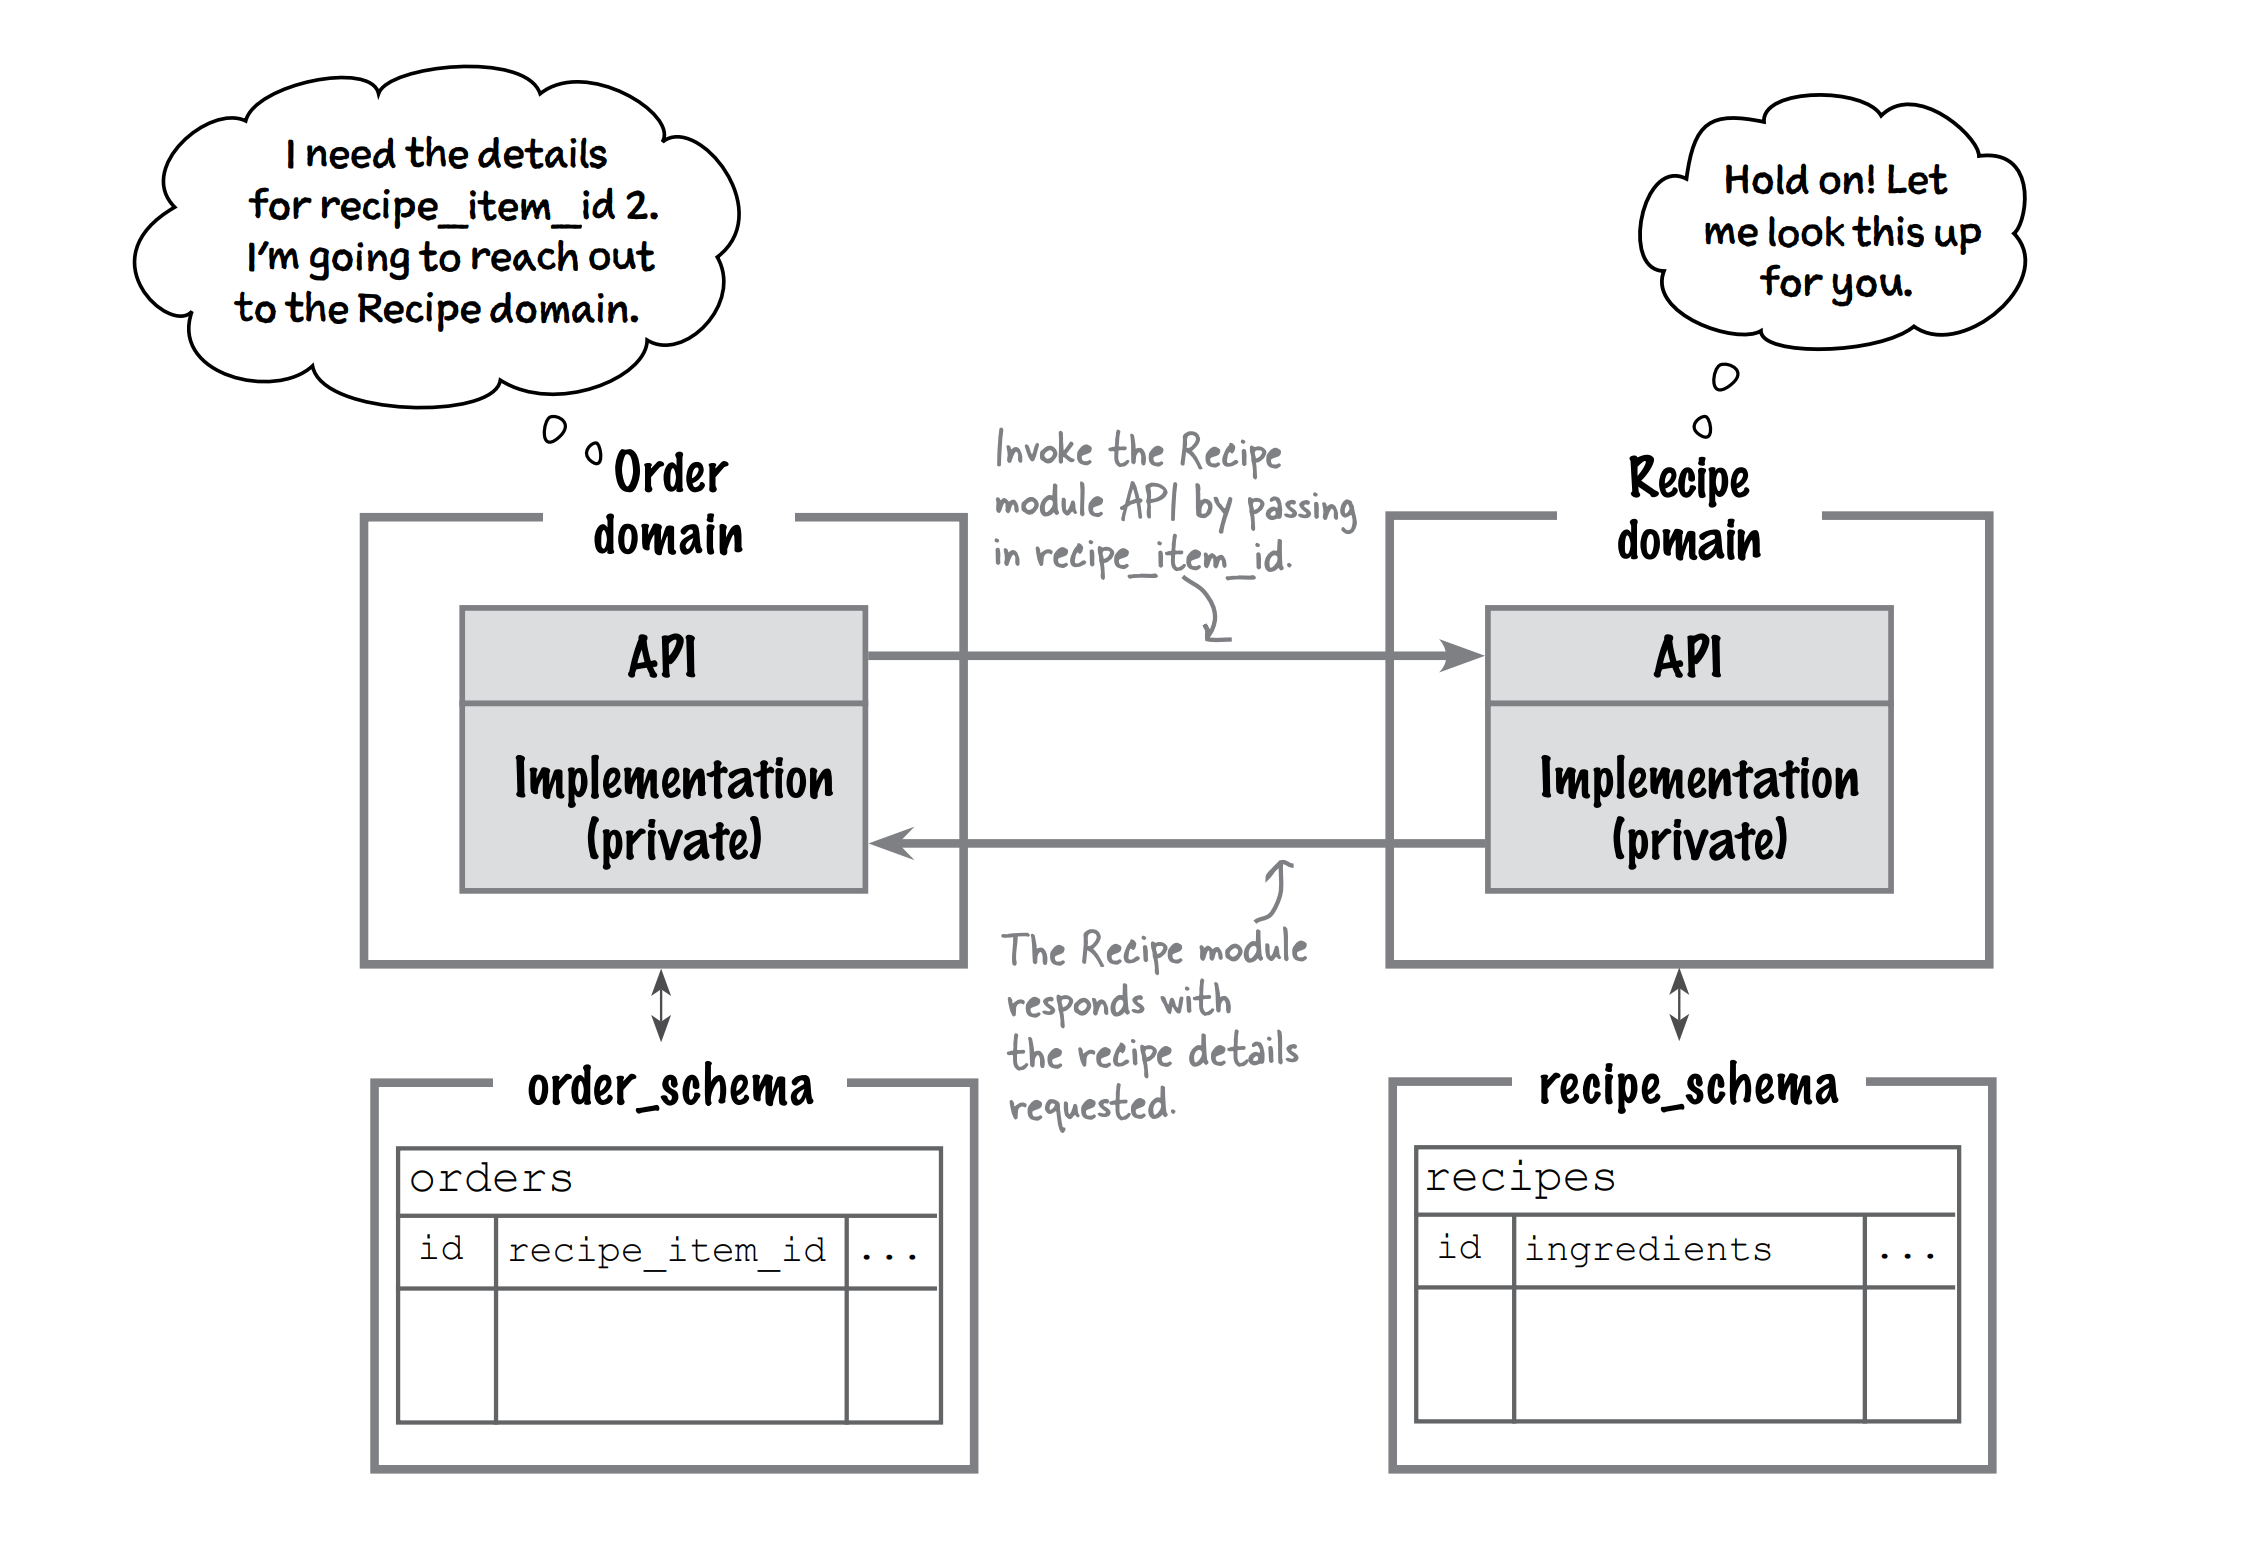 I need the details
for recipe_item_id 2.
I'm going to reach out
to the Recipe domain.
Hold on! Let
me look this up
for you.
Order
domain
Invoke the Recipe
module API by passing
in recipe_item_id.
Recipe
domain
API
Implementation
(private)
API
Implementation
(private)
The Recipe module
responds with
the recipe details
requested.
order_schema
orders
id recipe_item_id ...
recipe_schema
recipes
id ingredients ...